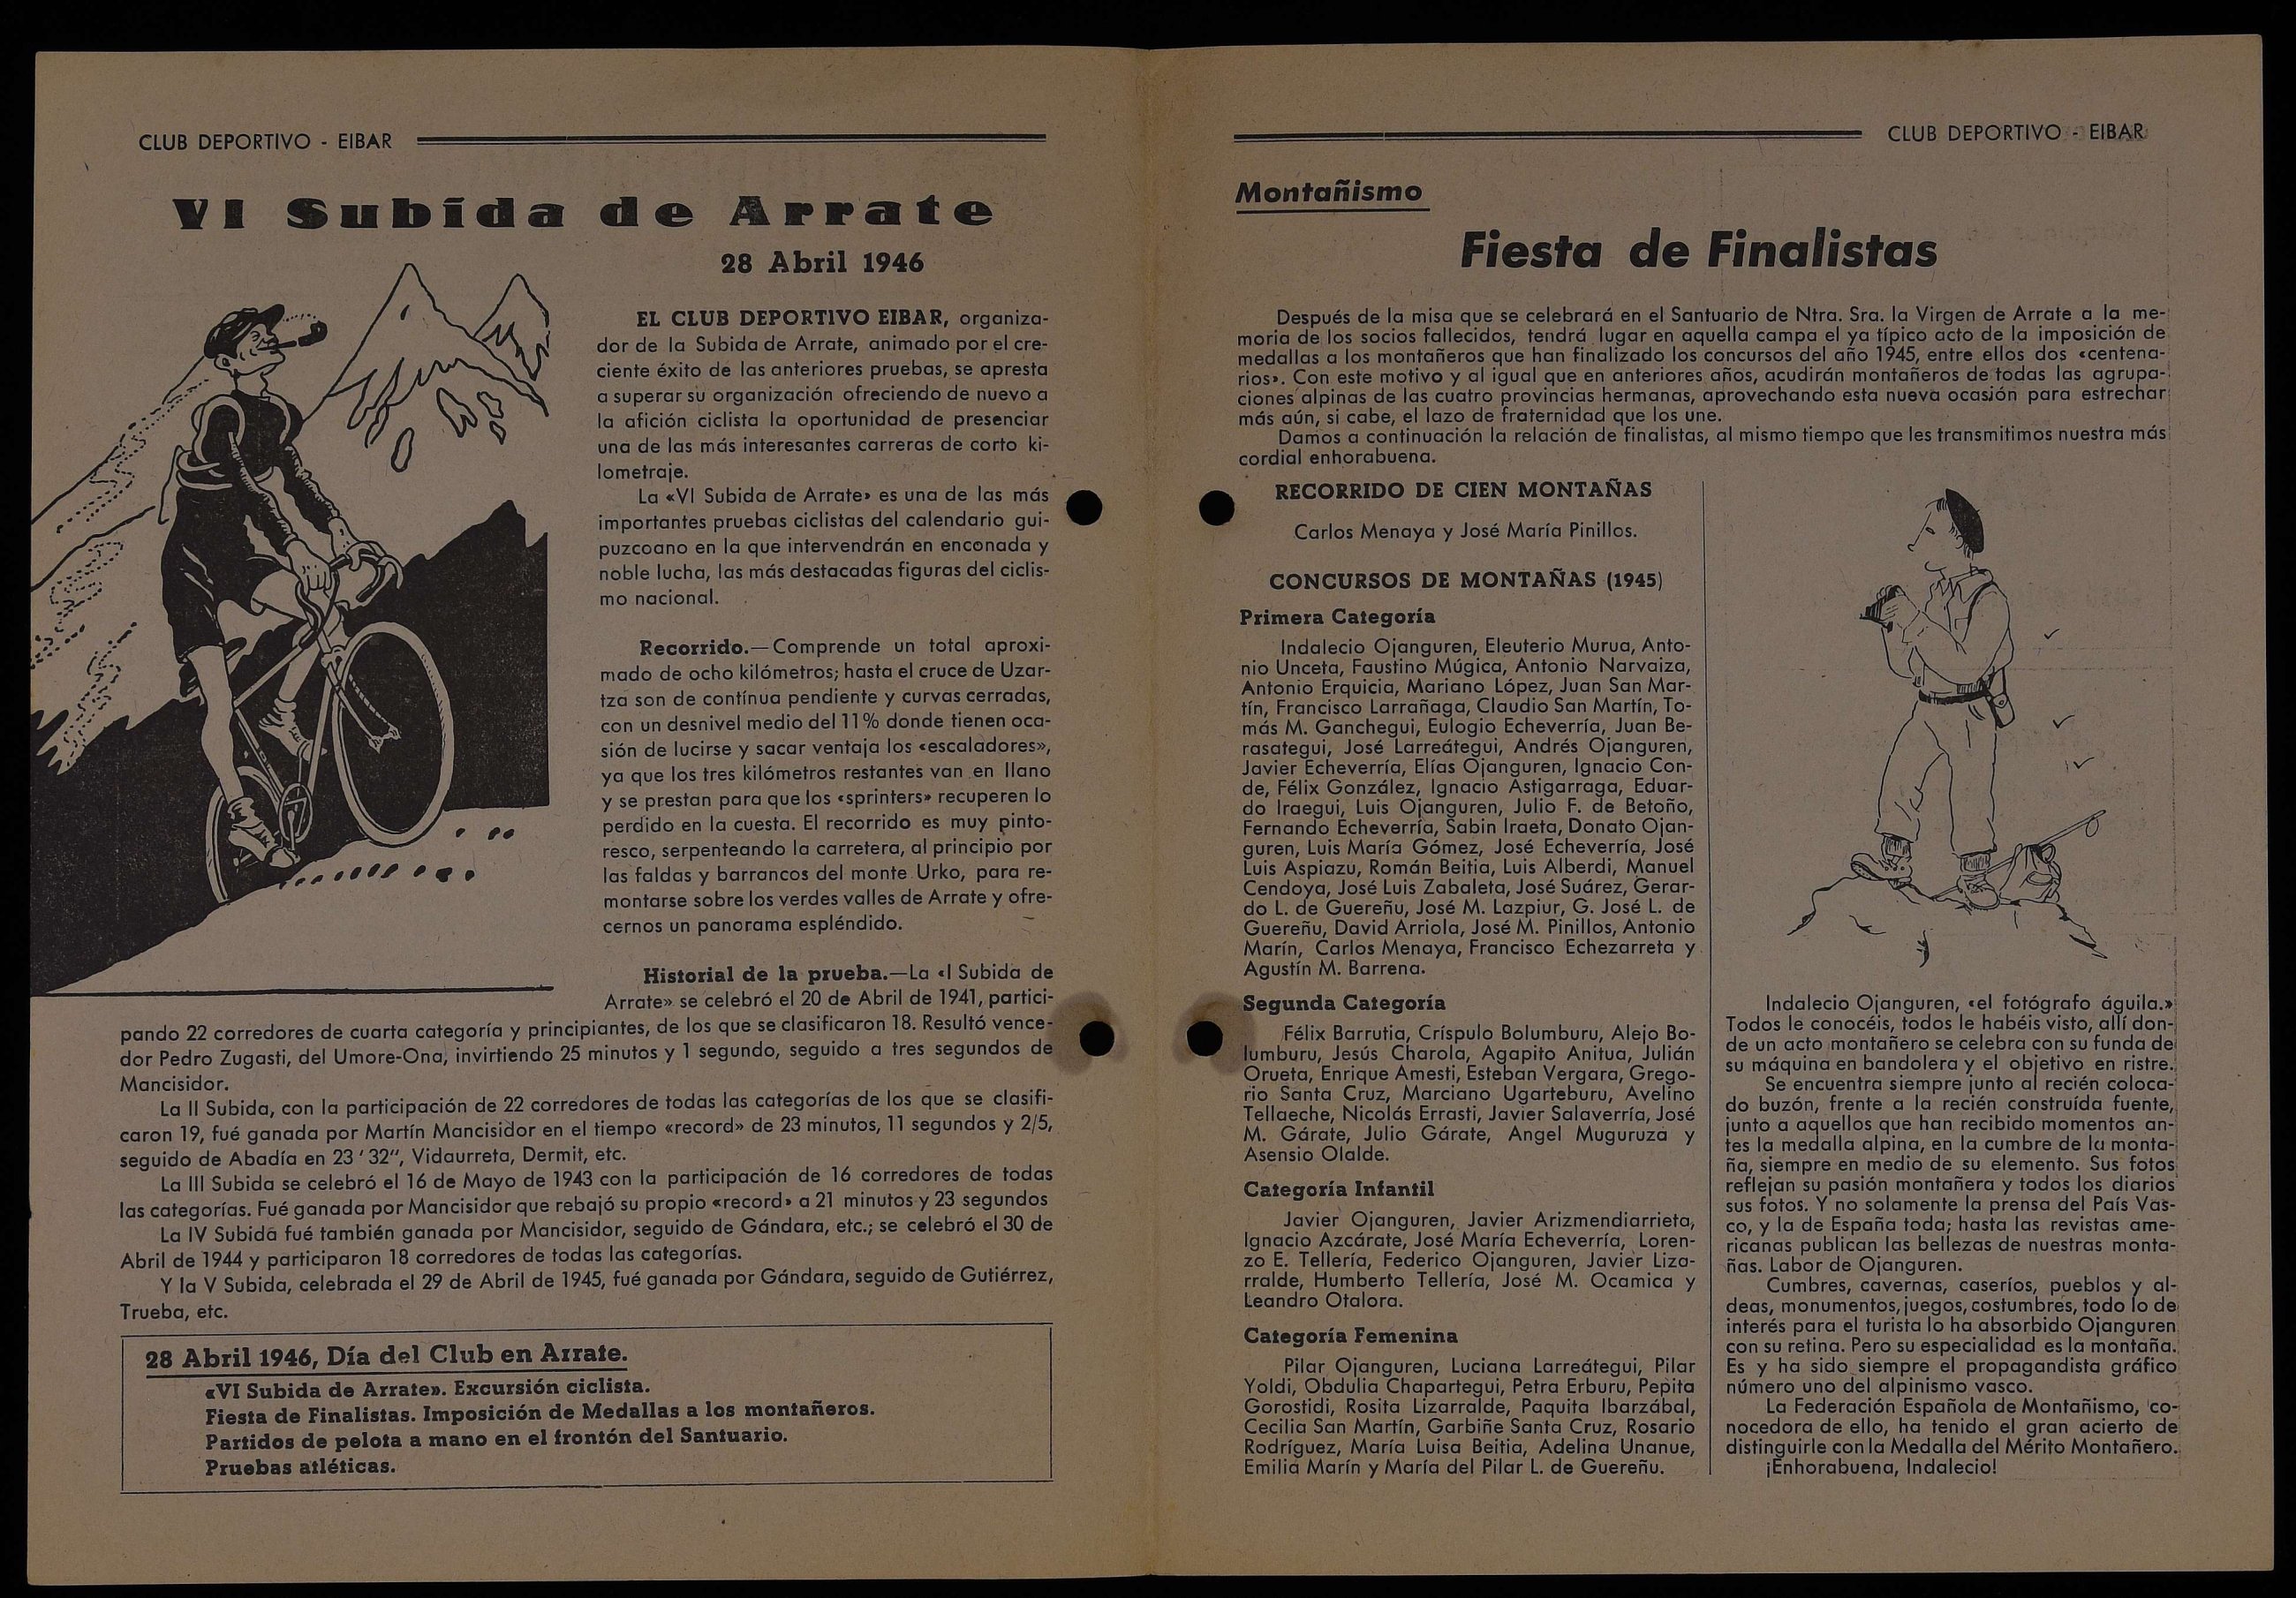 CLUB DEPORTIVO - EIBAR
VI Subida de Arrate
28 Abril 1946
EL CLUB DEPORTIVO EIBAR, organiza-
dor de la Subida de Arrate, animado por el cre-
ciente éxito de las anteriores pruebas, se apresta
a superar su organización ofreciendo de nuevo a
la afición ciclista la oportunidad de presenciar
una de las más interesantes carreras de corto ki-
lometraje.
La «VI Subida de Arrate» es una de las más
importantes pruebas ciclistas del calendario gui-
puzcoano en la que intervendrán en enconada y
noble lucha, las más destacadas figuras del ciclis-
mo nacional.
Recorrido.—Comprende un total aproxi-
mado de ocho kilómetros; hasta el cruce de Uzar-
tza son de contínua pendiente y curvas cerradas,
con un desnivel medio del 11% donde tienen oca-
sión de lucirse y sacar ventaja los «escaladores»,
ya que los tres kilómetros restantes van en llano
y se prestan para que los «sprinters» recuperen lo
perdido en la cuesta. El recorrido es muy pinto-
resco, serpenteando la carretera, al principio por
las faldas y barrancos del monte Urko, para re-
montarse sobre los verdes valles de Arrate y ofre-
cernos un panorama espléndido.
Historial de la prueba.—La «I Subida de
Arrate» se celebró el 20 de Abril de 1941, partici-
pando 22 corredores de cuarta categoría y principiantes, de los que se clasificaron 18. Resultó vence-
dor Pedro Zugasti, del Umore-Ona, invirtiendo 25 minutos y 1 segundo, seguido a tres segundos de
Mancisidor.
La II Subida, con la participación de 22 corredores de todas las categorías de los que se clasifi-
caron 19, fué ganada por Martín Mancisidor en el tiempo «record» de 23 minutos, 11 segundos y 2/5,
seguido de Abadía en 23 ' 32", Vidaurreta, Dermit, etc.
La III Subida se celebró el 16 de Mayo de 1943 con la participación de 16 corredores de todas
las categorías. Fué ganada por Mancisidor que rebajó su propio «record» a 21 minutos y 23 segundos
La IV Subida fué también ganada por Mancisidor, seguido de Gándara, etc.; se celebró el 30 de
Abril de 1944 y participaron 18 corredores de todas las categorías.
Y la V Subida, celebrada el 29 de Abril de 1945, fué ganada por Gándara, seguido de Gutiérrez,
Trueba, etc.
28 Abril 1946, Día del Club en Arrate.
«VI Subida de Arrate». Excursión ciclista.
Fiesta de Finalistas. Imposición de Medallas a los montañeros.
Partidos de pelota a mano en el frontón del Santuario.
Pruebas atléticas.
CLUB DEPORTIVO - EIBAR
Montañismo
Fiesta de Finalistas
Después de la misa que se celebrará en el Santuario de Ntra. Sra. la Virgen de Arrate a la me-
moria de los socios fallecidos, tendrá lugar en aquella campa el ya típico acto de la imposición de
medallas a los montañeros que han finalizado los concursos del año 1945, entre ellos dos «centena-
rios». Con este motivo y al igual que en anteriores años, acudirán montañeros de todas las agrupa-
ciones alpinas de las cuatro provincias hermanas, aprovechando esta nueva ocasión para estrechar
más aún, si cabe, el lazo de fraternidad que los une.
Damos a continuación la relación de finalistas, al mismo tiempo que les transmitimos nuestra más
cordial enhorabuena.
RECORRIDO DE CIEN MONTAÑAS
Carlos Menaya y José María Pinillos.
CONCURSOS DE MONTAÑAS (1945)
Primera Categoría
Indalecio Ojanguren, Eleuterio Murua, Anto-
nio Unceta, Faustino Múgica, Antonio Narvaiza,
Antonio Erquicia, Mariano López, Juan San Mar-
tín, Francisco Larrañaga, Claudio San Martín, To-
más M. Ganchegui, Eulogio Echeverría, Juan Be-
rasategui, José Larreátegui, Andrés Ojanguren,
Javier Echeverría, Elías Ojanguren, Ignacio Con-
de, Félix González, Ignacio Astigarraga, Eduar-
do Iraegui, Luis Ojanguren, Julio F. de Betoño,
Fernando Echeverría, Sabin Iraeta, Donato Ojan-
guren, Luis María Gómez, José Echeverría, José
Luis Aspiazu, Román Beitia, Luis Alberdi, Manuel
Cendoya, José Luis Zabaleta, José Suárez, Gerar-
do L. de Guereñu, José M. Lazpiur, G. José L. de
Guereñu, David Arriola, José M. Pinillos, Antonio
Marín, Carlos Menaya, Francisco Echezarreta y
Agustín M. Barrena.
Segunda Categoría
Félix Barrutia, Críspulo Bolumburu, Alejo Bo-
lumburu, Jesús Charola, Agapito Anitua, Julián
Orueta, Enrique Amesti, Esteban Vergara, Grego-
rio Santa Cruz, Marciano Ugarteburu, Avelino
Tellaeche, Nicolás Errasti, Javier Salaverría, José
M. Gárate, Julio Gárate, Angel Muguruza y
Asensio Olalde.
Categoría Infantil
Javier Ojanguren, Javier Arizmendiarrieta,
Ignacio Azcárate, José María Echeverría, Loren-
zo E. Tellería, Federico Ojanguren, Javier Liza-
rralde, Humberto Tellería, José M. Ocamica y
Leandro Otalora.
Categoría Femenina
Pilar Ojanguren, Luciana Larreátegui, Pilar
Yoldi, Obdulia Chapartegui, Petra Erburu, Pepita
Gorostidi, Rosita Lizarralde, Paquita Ibarzábal,
Cecilia San Martín, Garbiñe Santa Cruz, Rosario
Rodríguez, María Luisa Beitia, Adelina Unanue,
Emilia Marín y María del Pilar L. de Guereñu.
Indalecio Ojanguren, «el fotógrafo águila.»
Todos le conocéis, todos le habéis visto, allí don-
de un acto montañero se celebra con su funda de
su máquina en bandolera y el objetivo en ristre.
Se encuentra siempre junto al recién coloca-
do buzón, frente a la recién construída fuente,
junto a aquellos que han recibido momentos an-
tes la medalla alpina, en la cumbre de la monta-
ña, siempre en medio de su elemento. Sus fotos
reflejan su pasión montañera y todos los diarios
sus fotos. Y no solamente la prensa del País Vas-
co, y la de España toda; hasta las revistas ame-
ricanas publican las bellezas de nuestras monta-
ñas. Labor de Ojanguren.
Cumbres, cavernas, caseríos, pueblos y al-
deas, monumentos, juegos, costumbres, todo lo de
interés para el turista lo ha absorbido Ojanguren
con su retina. Pero su especialidad es la montaña.
Es y ha sido siempre el propagandista gráfico
número uno del alpinismo vasco.
La Federación Española de Montañismo, co-
nocedora de ello, ha tenido el gran acierto de
distinguirle con la Medalla del Mérito Montañero.
¡Enhorabuena, Indalecio!